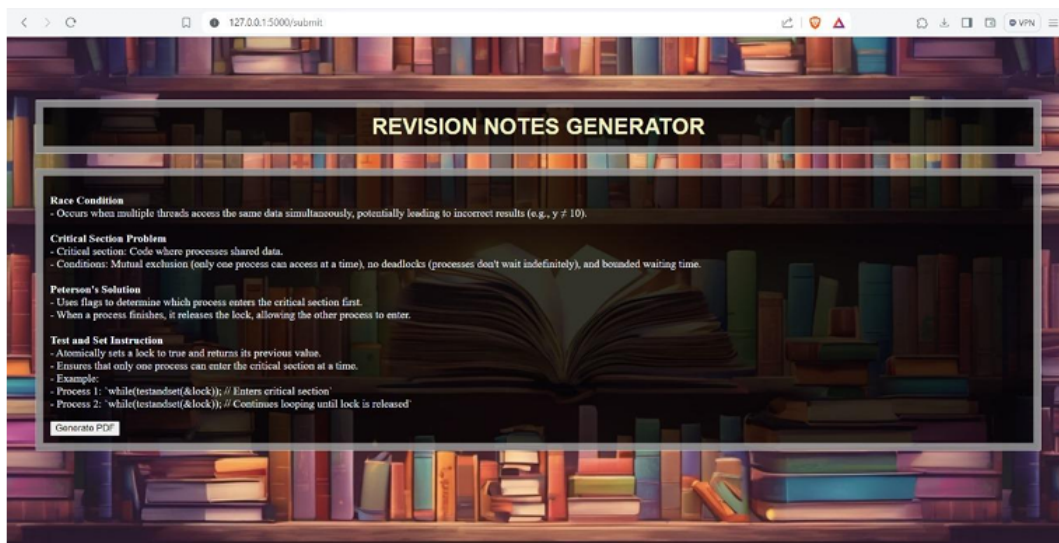 127.0.0.1:5000/submit
VPN
REVISION NOTES GENERATOR
Race Condition
- Occurs when multiple threads access the same data simultaneously, potentially leading to incorrect results (e.g., y ≠ 10).
Critical Section Problem
- Critical section: Code where processes shared data.
- Conditions: Mutual exclusion (only one process can access at a time), no deadlocks (processes don't wait indefinitely), and bounded waiting time.
Peterson's Solution
- Uses flags to determine which process enters the critical section first.
- When a process finishes, it releases the lock, allowing the other process to enter.
Test and Set Instruction
- Atomically sets a lock to true and returns its previous value.
- Ensures that only one process can enter the critical section at a time.
- Example:
- Process 1: `while(testandset(&lock)); // Enters critical section`
- Process 2: `while(testandset(&lock)); // Continues looping until lock is released`
Generate PDF